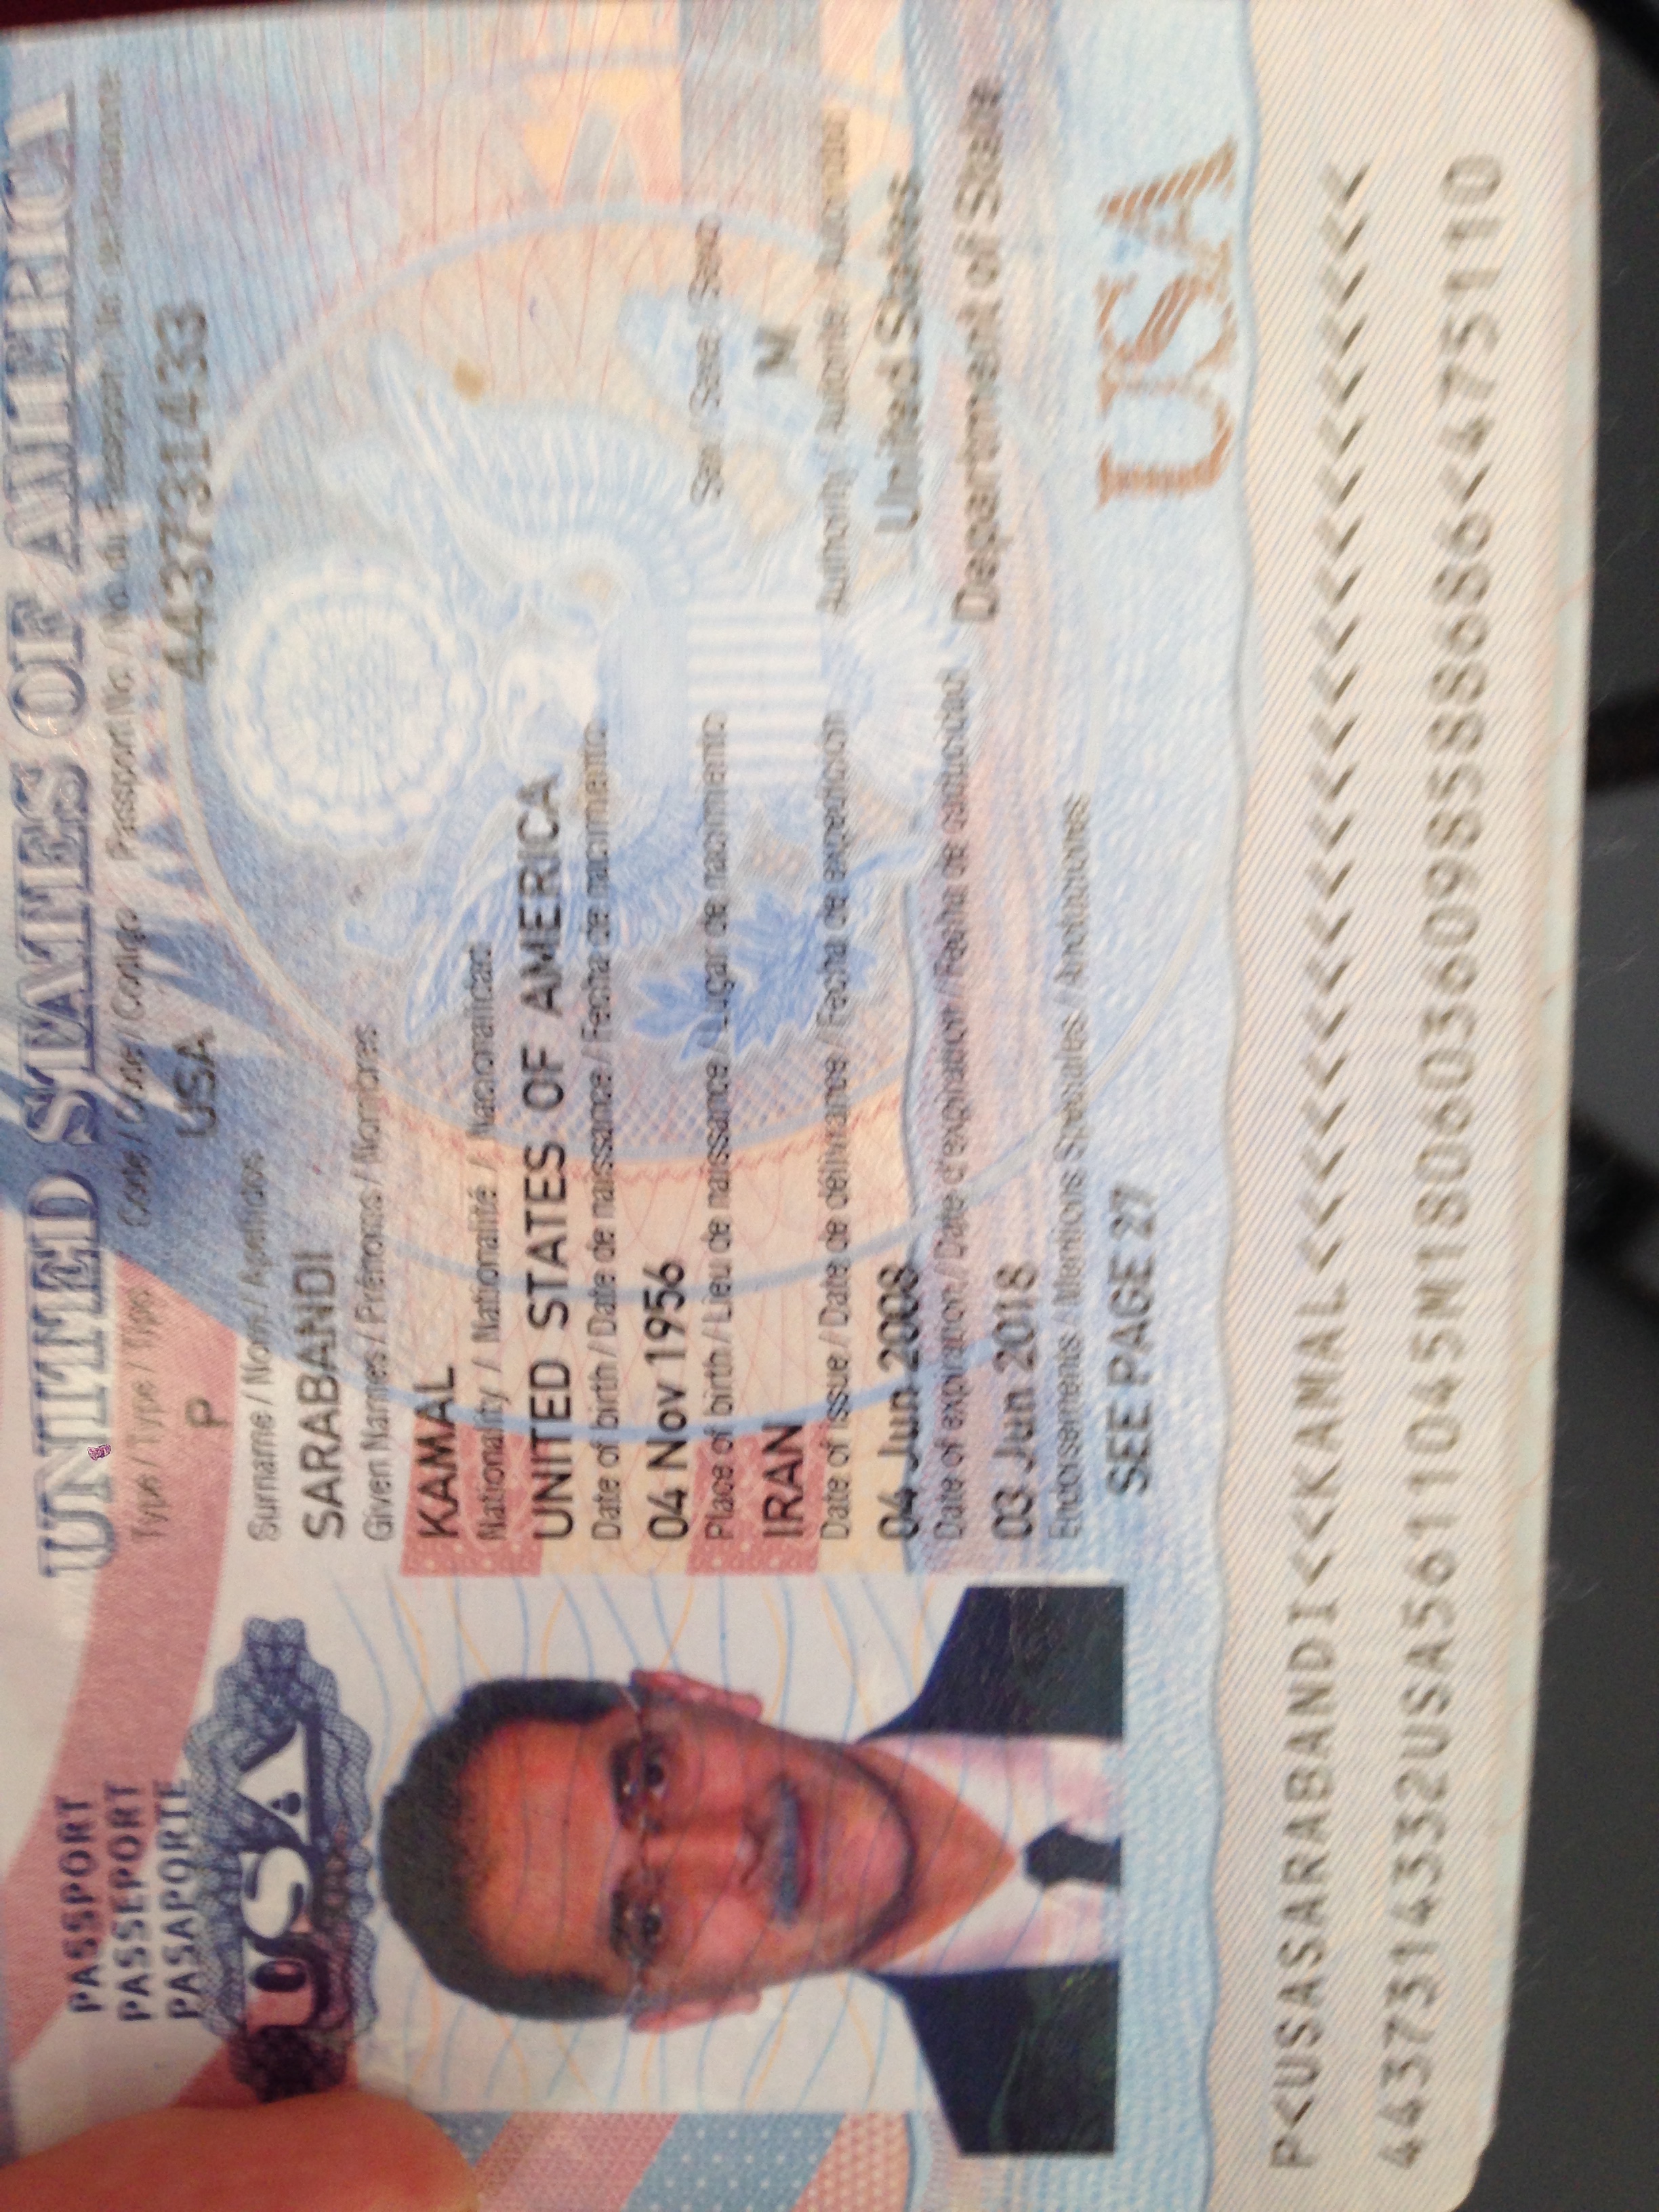 UNITED STATES OF AMERICA
PASSPORT
PASSEPORT
PASAPORTE
USA
Type / Type / Tipo
P
Code / Code / Codigo
USA
Passport No. / No. du Passeport / No. de Pasaporte
443731433
Surname / Nom / Apellidos
SARABANDI
Given Names / Prénoms / Nombres
KAMAL
Nationality / Nationalité / Nacionalidad
UNITED STATES OF AMERICA
Date of birth / Date de naissance / Fecha de nacimiento
04 Nov 1956
Place of birth / Lieu de naissance / Lugar de nacimiento
IRAN
Sex / Sexe / Sexo
M
Date of issue / Date de délivrance / Fecha de expedición
04 Jun 2008
Authority / Autorité / Autoridad
United States
Department of State
Date of expiration / Date d'expiration / Fecha de caducidad
03 Jun 2018
Endorsements / Mentions Spéciales / Anotaciones
SEE PAGE 27
USA
P<USASARABANDI<<KAMAL<<<<<<<<<<<<<<<<<<<<<<<
4437314332USA5611045M1806036098588686<475110